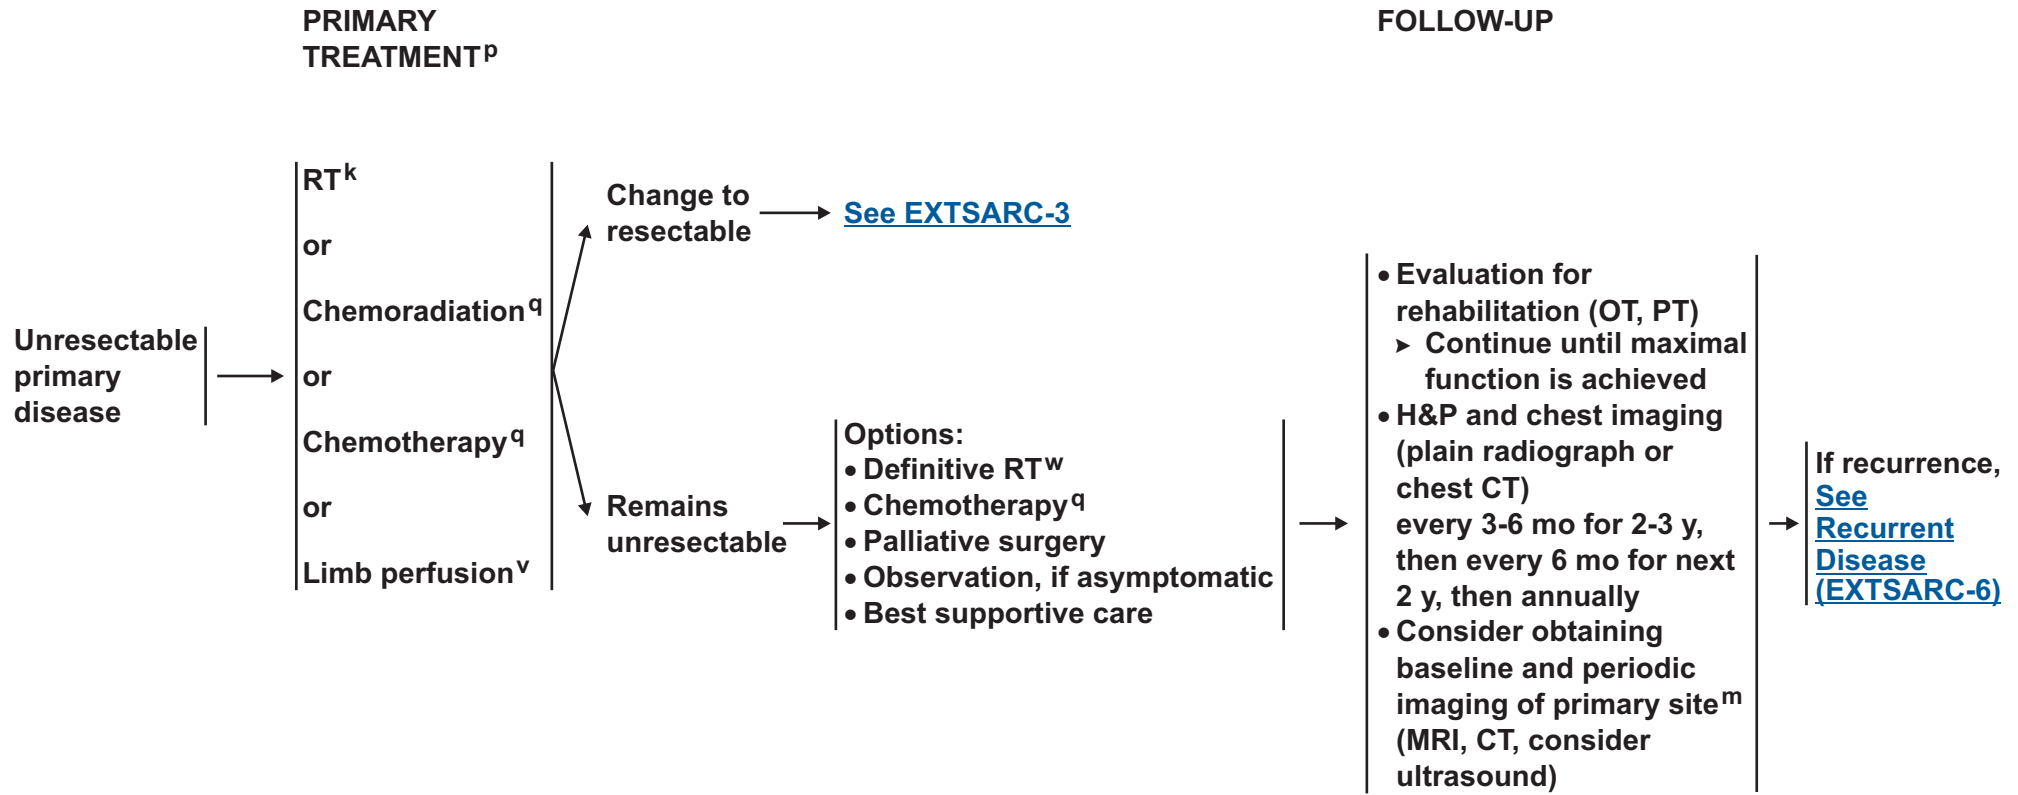 PRIMARY
TREATMENTᵖ
FOLLOW-UP
Unresectable
primary
disease
RTᵏ
or
Chemoradiation𐞥
or
Chemotherapy𐞥
or
Limb perfusionᵛ
Change to
resectable
See EXTSARC-3
Remains
unresectable
Options:
• Definitive RTʷ
• Chemotherapy𐞥
• Palliative surgery
• Observation, if asymptomatic
• Best supportive care
• Evaluation for
rehabilitation (OT, PT)
➤ Continue until maximal
function is achieved
• H&P and chest imaging
(plain radiograph or
chest CT)
every 3-6 mo for 2-3 y,
then every 6 mo for next
2 y, then annually
• Consider obtaining
baseline and periodic
imaging of primary siteᵐ
(MRI, CT, consider
ultrasound)
If recurrence,
See
Recurrent
Disease
(EXTSARC-6)